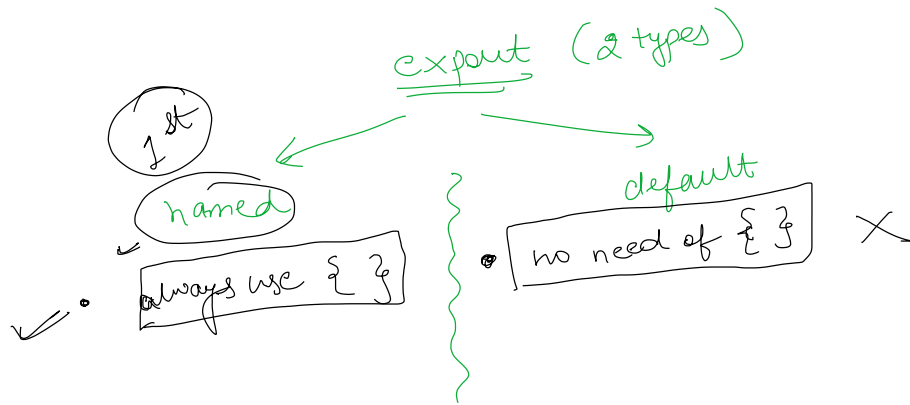 export (2 types)
1st
named
default
always use { }
no need of { }